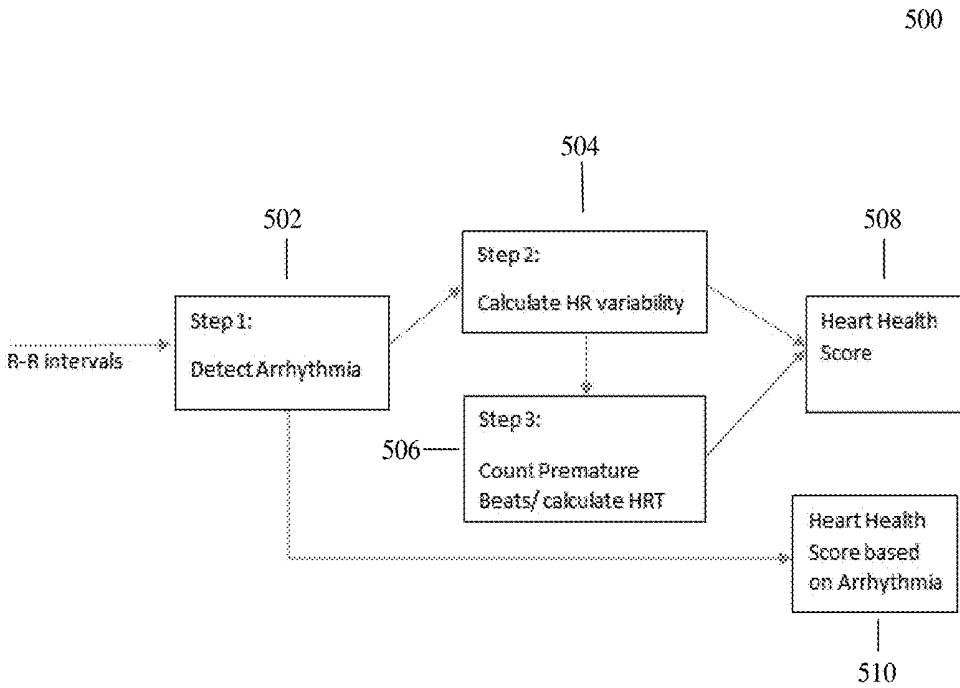 500
504
502
508
Step 2:
Calculate HR variability
Step 1:
Detect Arrhythmia
Heart Health
Score
R-R intervals
506
Step 3:
Count Premature
Beats/ calculate HRT
Heart Health
Score based
on Arrhythmia
510